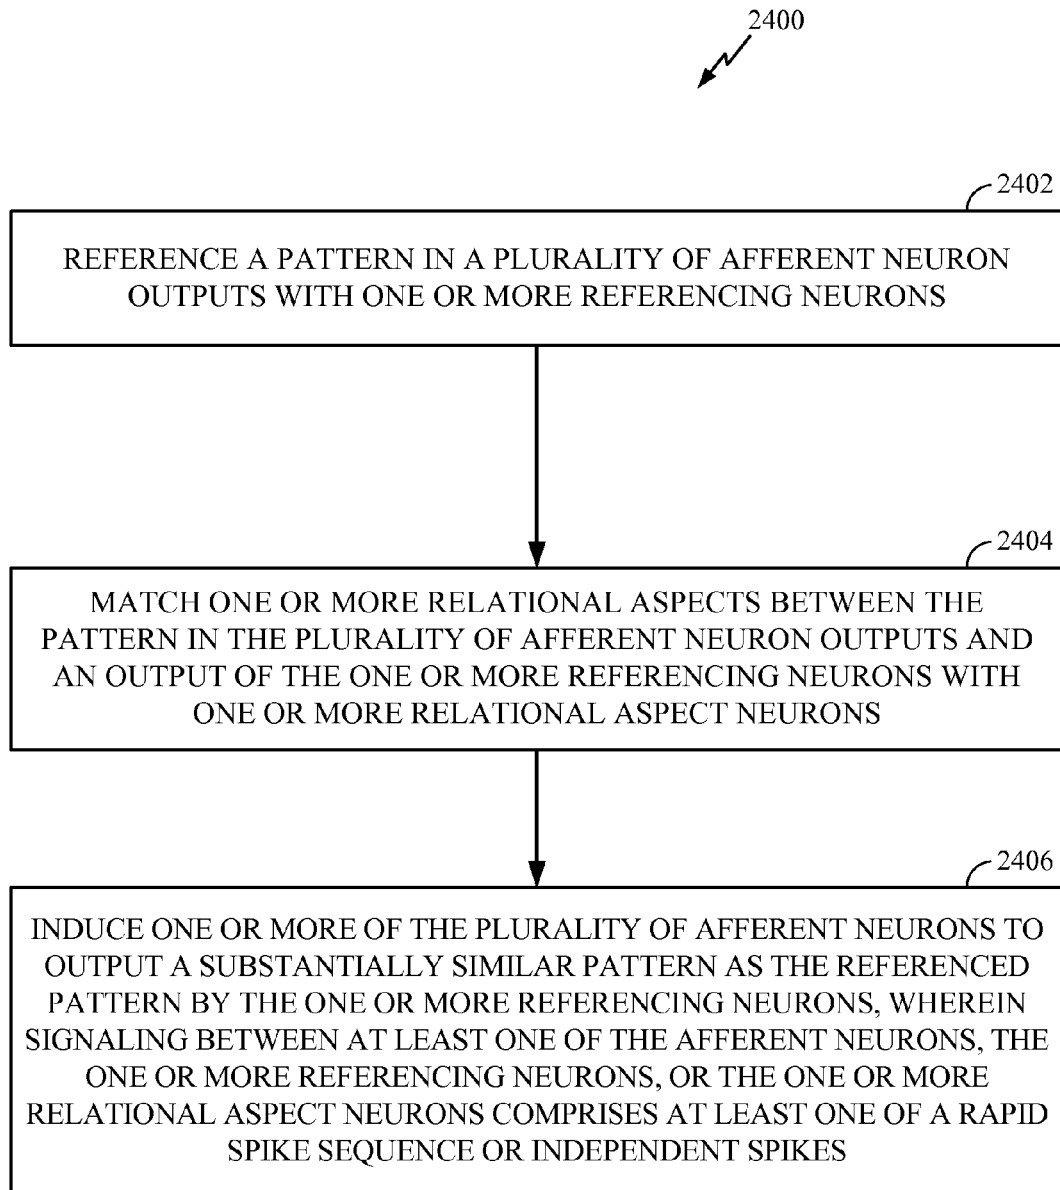 2400
2402
REFERENCE A PATTERN IN A PLURALITY OF AFFERENT NEURON
OUTPUTS WITH ONE OR MORE REFERENCING NEURONS
2404
MATCH ONE OR MORE RELATIONAL ASPECTS BETWEEN THE
PATTERN IN THE PLURALITY OF AFFERENT NEURON OUTPUTS AND
AN OUTPUT OF THE ONE OR MORE REFERENCING NEURONS WITH
ONE OR MORE RELATIONAL ASPECT NEURONS
2406
INDUCE ONE OR MORE OF THE PLURALITY OF AFFERENT NEURONS TO
OUTPUT A SUBSTANTIALLY SIMILAR PATTERN AS THE REFERENCED
PATTERN BY THE ONE OR MORE REFERENCING NEURONS, WHEREIN
SIGNALING BETWEEN AT LEAST ONE OF THE AFFERENT NEURONS, THE
ONE OR MORE REFERENCING NEURONS, OR THE ONE OR MORE
RELATIONAL ASPECT NEURONS COMPRISES AT LEAST ONE OF A RAPID
SPIKE SEQUENCE OR INDEPENDENT SPIKES